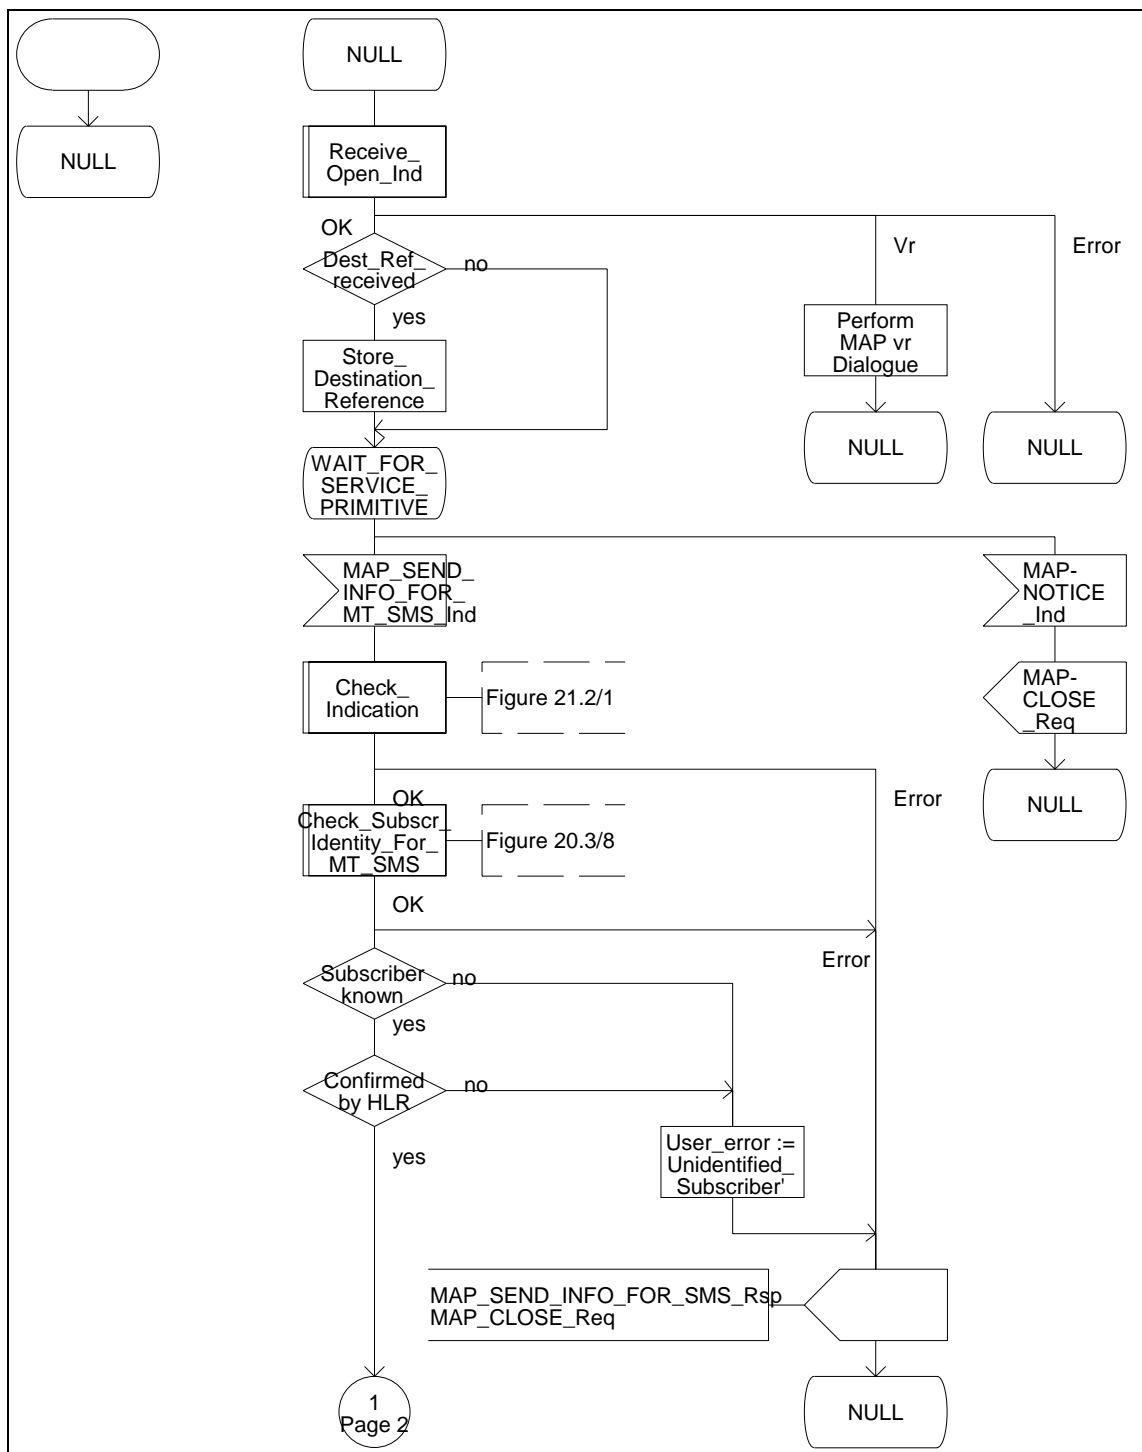 NULL
NULL
Receive_
Open_Ind
OK
Vr
Error
Dest_Ref_
received
no
yes
Perform
MAP vr
Dialogue
Store_
Destination_
Reference
NULL
NULL
WAIT_FOR_
SERVICE_
PRIMITIVE
MAP_SEND_
INFO_FOR_
MT_SMS_Ind
MAP-
NOTICE
_Ind
Check_
Indication
Figure 21.2/1
MAP-
CLOSE
_Req
OK
Error
NULL
Check_Subscr_
Identity_For_
MT_SMS
Figure 20.3/8
OK
Error
Subscriber
known
no
yes
Confirmed
by HLR
no
yes
User_error :=
Unidentified_
Subscriber'
MAP_SEND_INFO_FOR_SMS_Rsp
MAP_CLOSE_Req
1
Page 2
NULL